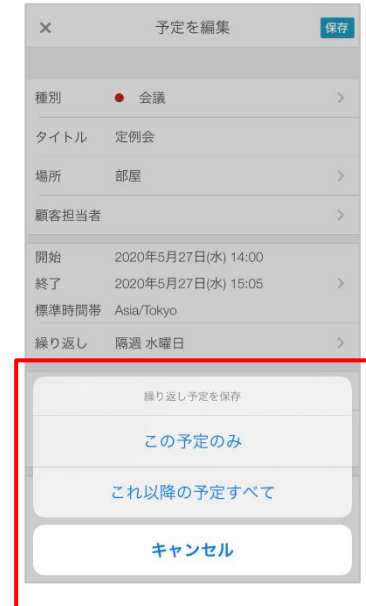 × 予定を編集 保存
種別 ● 会議
タイトル 定例会
場所 部屋
顧客担当者
開始 2020年5月27日(水) 14:00
終了 2020年5月27日(水) 15:05
標準時間帯 Asia/Tokyo
繰り返し 隔週 水曜日
繰り返し予定を保存
この予定のみ
これ以降の予定すべて
キャンセル